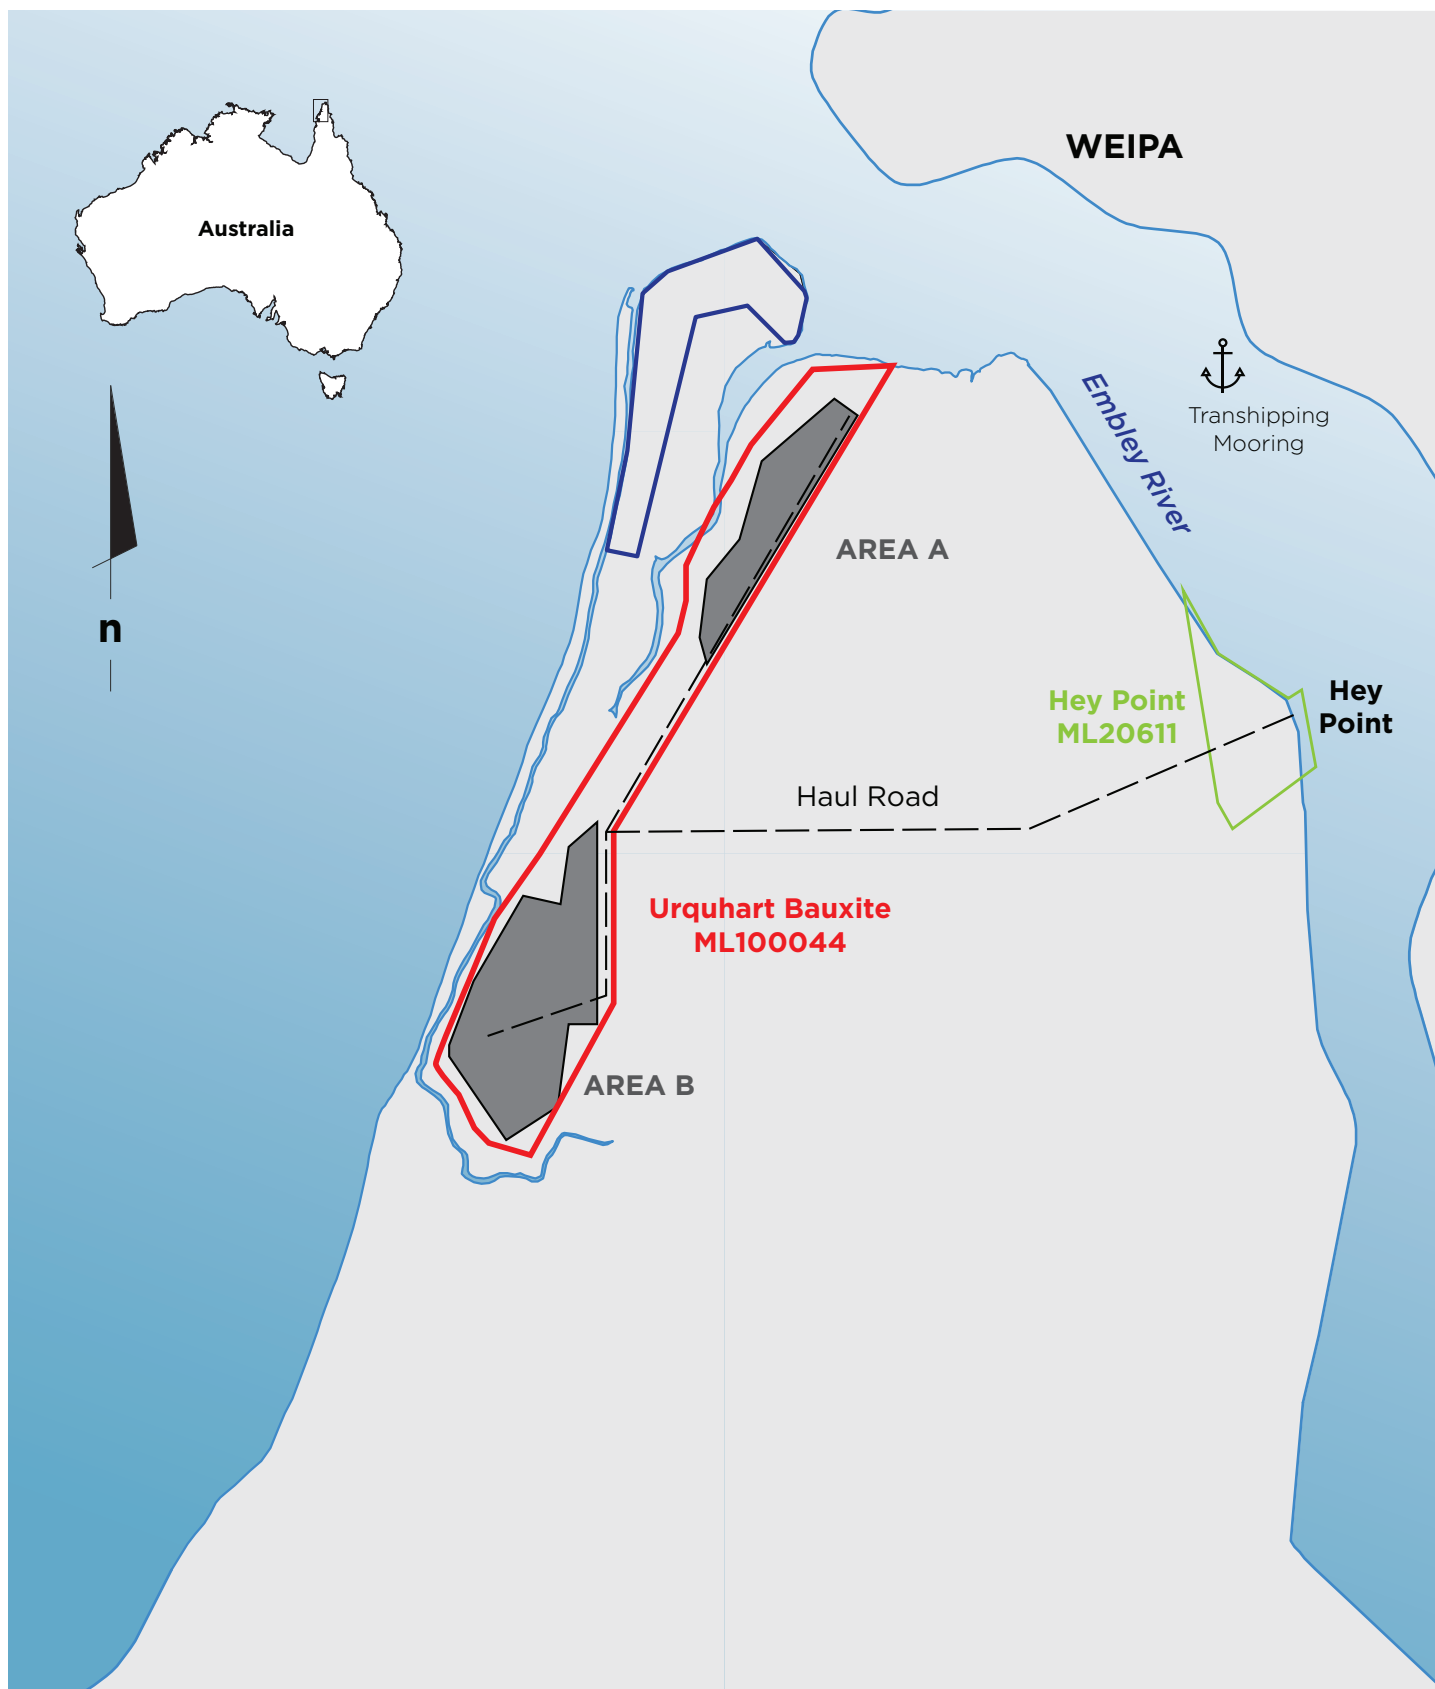 WEIPA
Australia
Embley River
Transhipping
Mooring
AREA A
n
Hey Point
ML20611
Hey
Point
Haul Road
Urquhart Bauxite
ML100044
AREA B